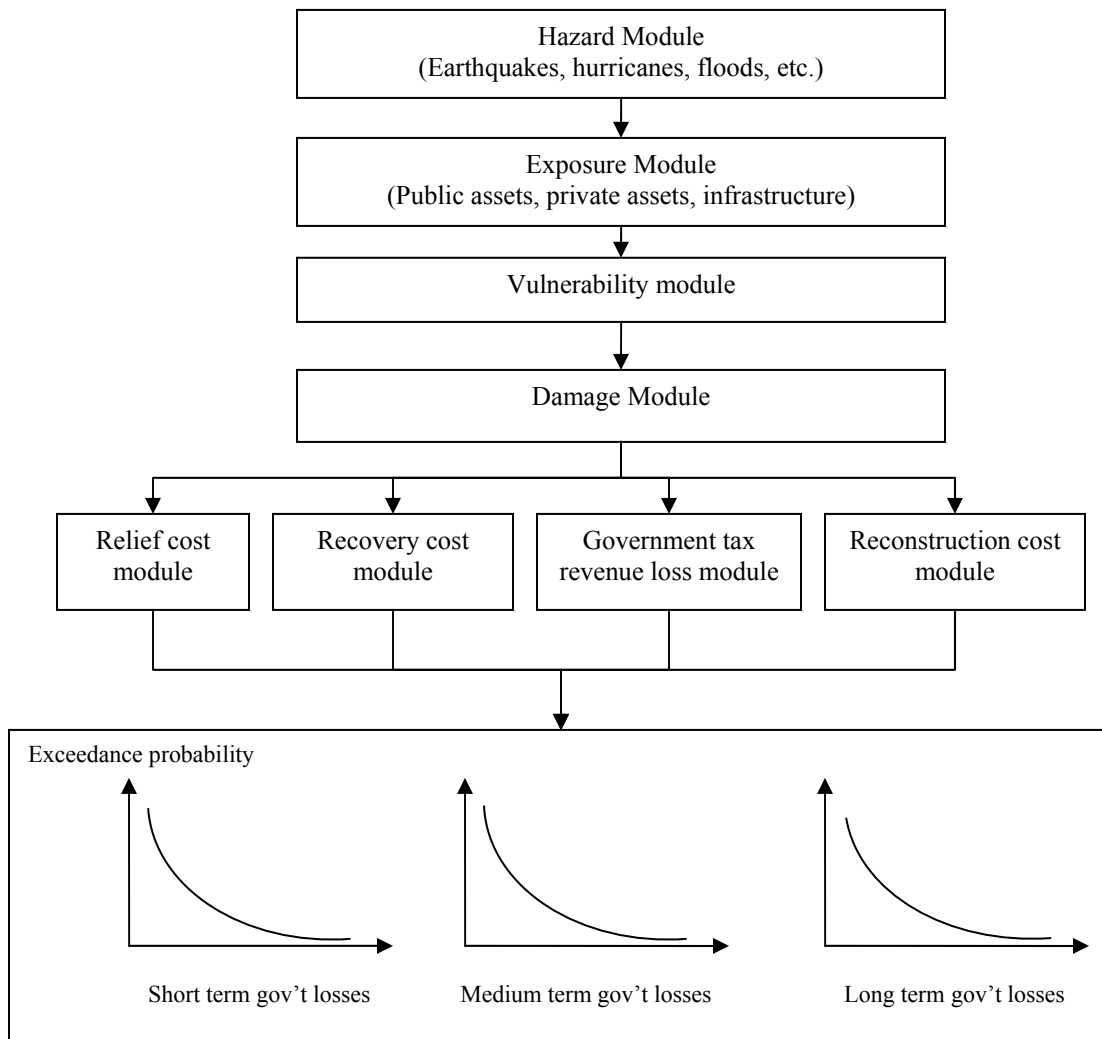 Hazard Module
(Earthquakes, hurricanes, floods, etc.)
Exposure Module
(Public assets, private assets, infrastructure)
Vulnerability module
Damage Module
Relief cost
module
Recovery cost
module
Government tax
revenue loss module
Reconstruction cost
module
Exceedance probability
Short term gov’t losses
Medium term gov’t losses
Long term gov’t losses